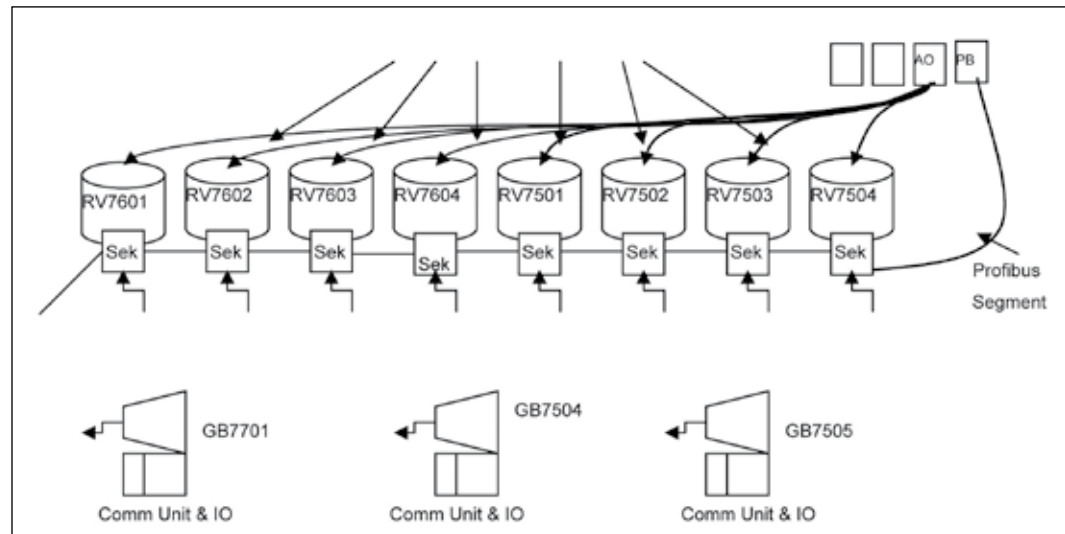 AO PB
RV7601 RV7602 RV7603 RV7604 RV7501 RV7502 RV7503 RV7504
Sek Sek Sek Sek Sek Sek Sek Sek
Profibus
Segment
GB7701 GB7504 GB7505
Comm Unit & IO Comm Unit & IO Comm Unit & IO